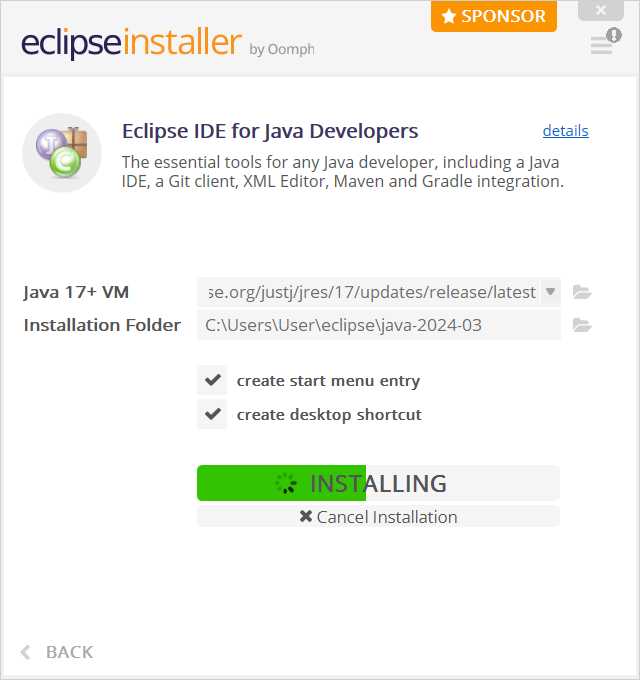 SPONSOR
eclipseinstaller by Oomph
Eclipse IDE for Java Developers
details
The essential tools for any Java developer, including a Java
IDE, a Git client, XML Editor, Maven and Gradle integration.
Java 17+ VM
se.org/justj/jres/17/updates/release/latest
Installation Folder
C:\Users\User\eclipse\java-2024-03
create start menu entry
create desktop shortcut
INSTALLING
Cancel Installation
BACK